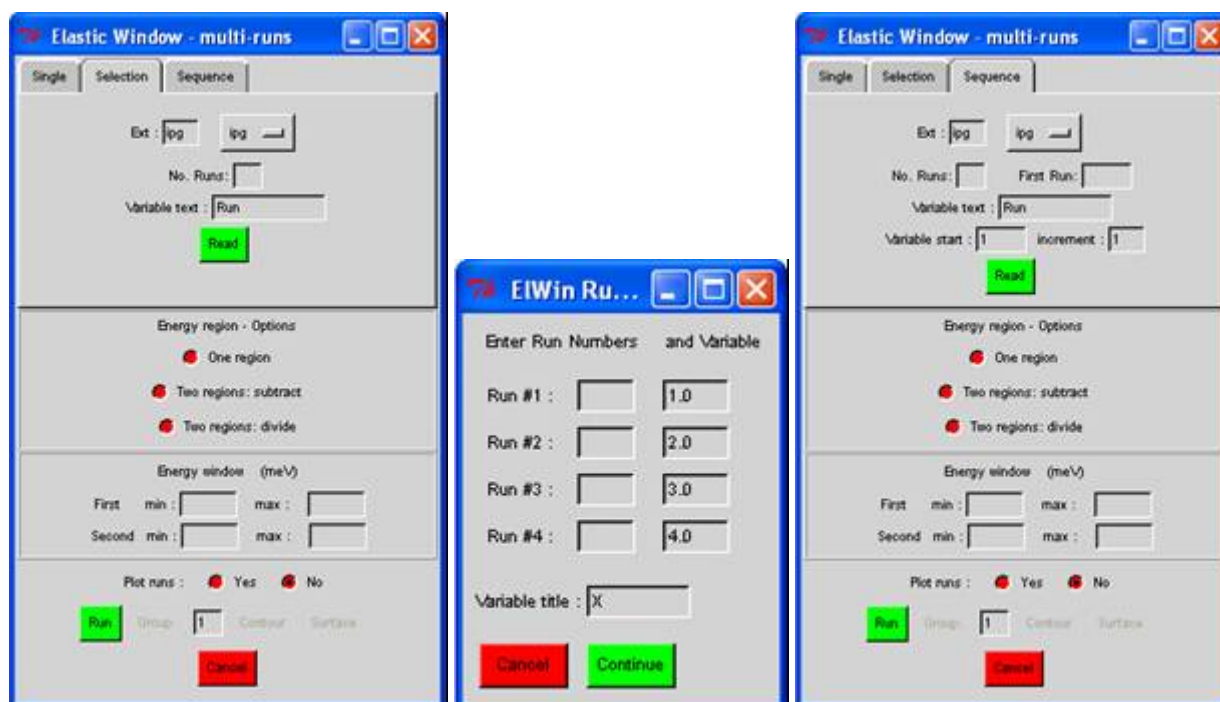 Elastic Window - multi-runs
Single Selection Sequence
Ext : ipg ipg
No. Runs:
Variable text : Run
Read
Energy region - Options
One region
Two regions: subtract
Two regions: divide
Energy window (meV)
First min : max :
Second min : max :
Plot runs : Yes No
Run Group 1 Contour Surface
Cancel
ElWin Ru...
Enter Run Numbers and Variable
Run #1 : 1.0
Run #2 : 2.0
Run #3 : 3.0
Run #4 : 4.0
Variable title : X
Cancel Continue
Elastic Window - multi-runs
Single Selection Sequence
Ext : ipg ipg
No. Runs: First Run:
Variable text : Run
Variable start : 1 increment : 1
Read
Energy region - Options
One region
Two regions: subtract
Two regions: divide
Energy window (meV)
First min : max :
Second min : max :
Plot runs : Yes No
Run Group 1 Contour Surface
Cancel